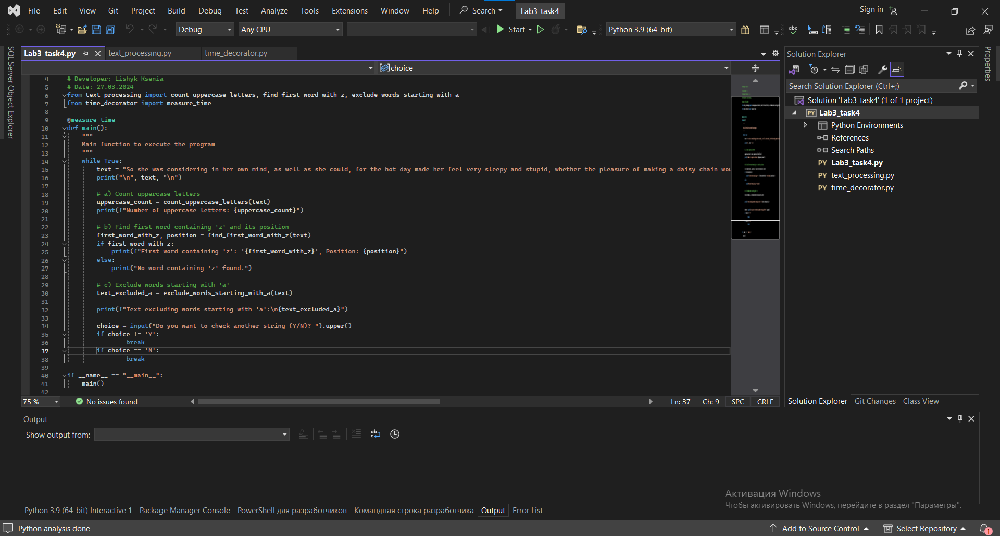 File Edit View Git Project Build Debug Test Analyze Tools Extensions Window Help Search Lab3_task4 Sign in
Debug Any CPU Start Python 3.9 (64-bit)
SQL Server Object Explorer
Lab3_task4.py text_processing.py time_decorator.py
choice
4 # Developer: Lishyk Ksenia
5 # Date: 27.03.2024
6 from text_processing import count_uppercase_letters, find_first_word_with_z, exclude_words_starting_with_a
7 from time_decorator import measure_time
8
9 @measure_time
10 def main():
11 """
12 Main function to execute the program
13 """
14 while True:
15 text = "So she was considering in her own mind, as well as she could, for the hot day made her feel very sleepy and stupid, whether the pleasure of making a daisy-chain wou
16 print("\n", text, "\n")
17
18 # a) Count uppercase letters
19 uppercase_count = count_uppercase_letters(text)
20 print(f"Number of uppercase letters: {uppercase_count}")
21
22 # b) Find first word containing 'z' and its position
23 first_word_with_z, position = find_first_word_with_z(text)
24 if first_word_with_z:
25 print(f"First word containing 'z': '{first_word_with_z}', Position: {position}")
26 else:
27 print("No word containing 'z' found.")
28
29 # c) Exclude words starting with 'a'
30 text_excluded_a = exclude_words_starting_with_a(text)
31
32 print(f"Text excluding words starting with 'a':\n{text_excluded_a}")
33
34 choice = input("Do you want to check another string (Y/N)? ").upper()
35 if choice != 'Y':
36 break
37 if choice == 'N':
38 break
39
40 if __name__ == "__main__":
41 main()
42
75 % No issues found Ln: 37 Ch: 9 SPC CRLF
Solution Explorer
Search Solution Explorer (Ctrl+;)
Solution 'Lab3_task4' (1 of 1 project)
PY Lab3_task4
Python Environments
References
Search Paths
PY Lab3_task4.py
PY text_processing.py
PY time_decorator.py
Solution Explorer Git Changes Class View
Properties
Output
Show output from:
Активация Windows
Чтобы активировать Windows, перейдите в раздел "Параметры".
Python 3.9 (64-bit) Interactive 1 Package Manager Console PowerShell для разработчиков Командная строка разработчика Output Error List
Python analysis done Add to Source Control Select Repository 1